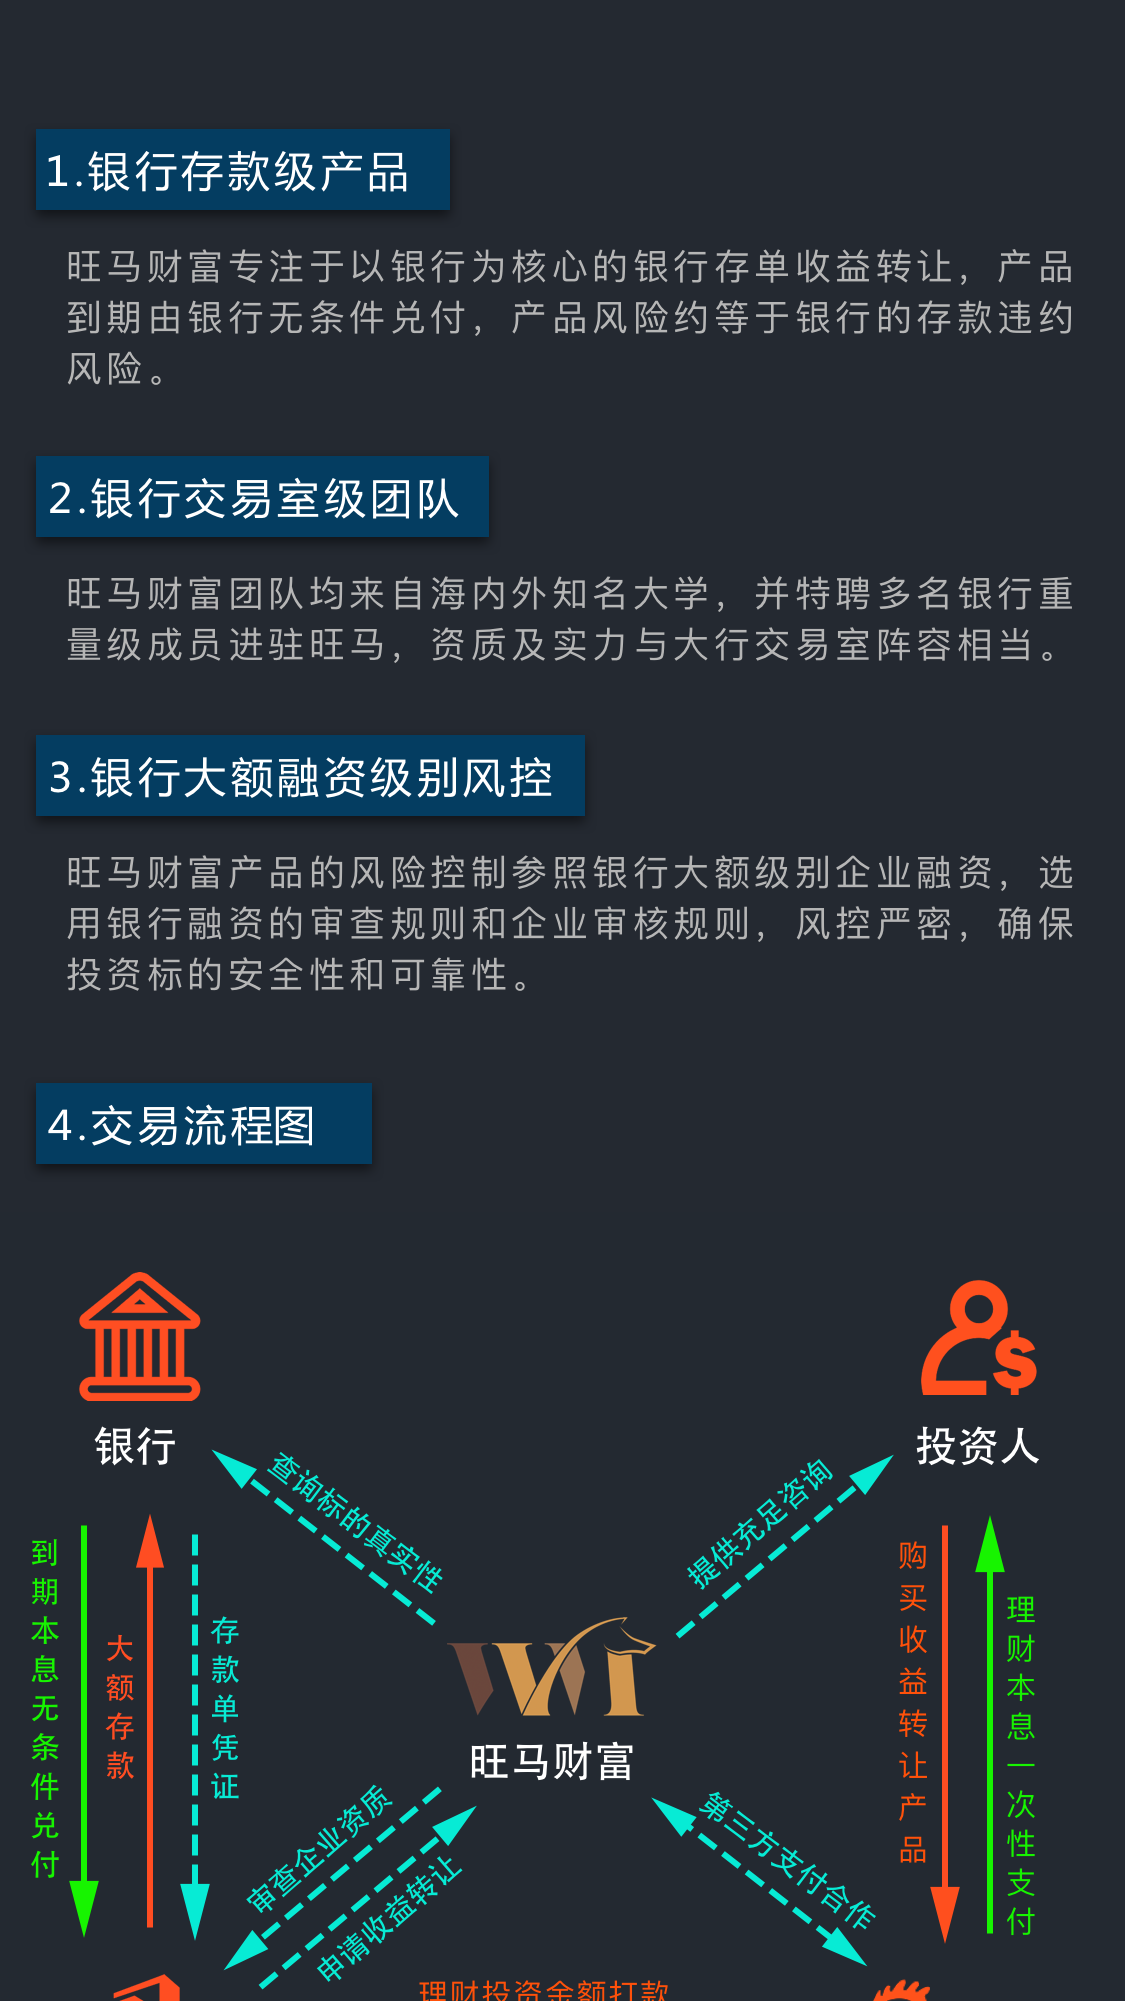 1.银行存款级产品
旺马财富专注于以银行为核心的银行存单收益转让，产品
到期由银行无条件兑付，产品风险约等于银行的存款违约
风险。
2.银行交易室级团队
旺马财富团队均来自海内外知名大学，并特聘多名银行重
量级成员进驻旺马，资质及实力与大行交易室阵容相当。
3.银行大额融资级别风控
旺马财富产品的风险控制参照银行大额级别企业融资，选
用银行融资的审查规则和企业审核规则，风控严密，确保
投资标的安全性和可靠性。
4.交易流程图
银行
投资人
查询标的真实性
提供充足咨询
到期本息无条件兑付
大额存款
存款单凭证
购买收益转让产品
理财本息一次性支付
旺马财富
审查企业资质
申请收益转让
第三方支付合作
理财投资金额打款